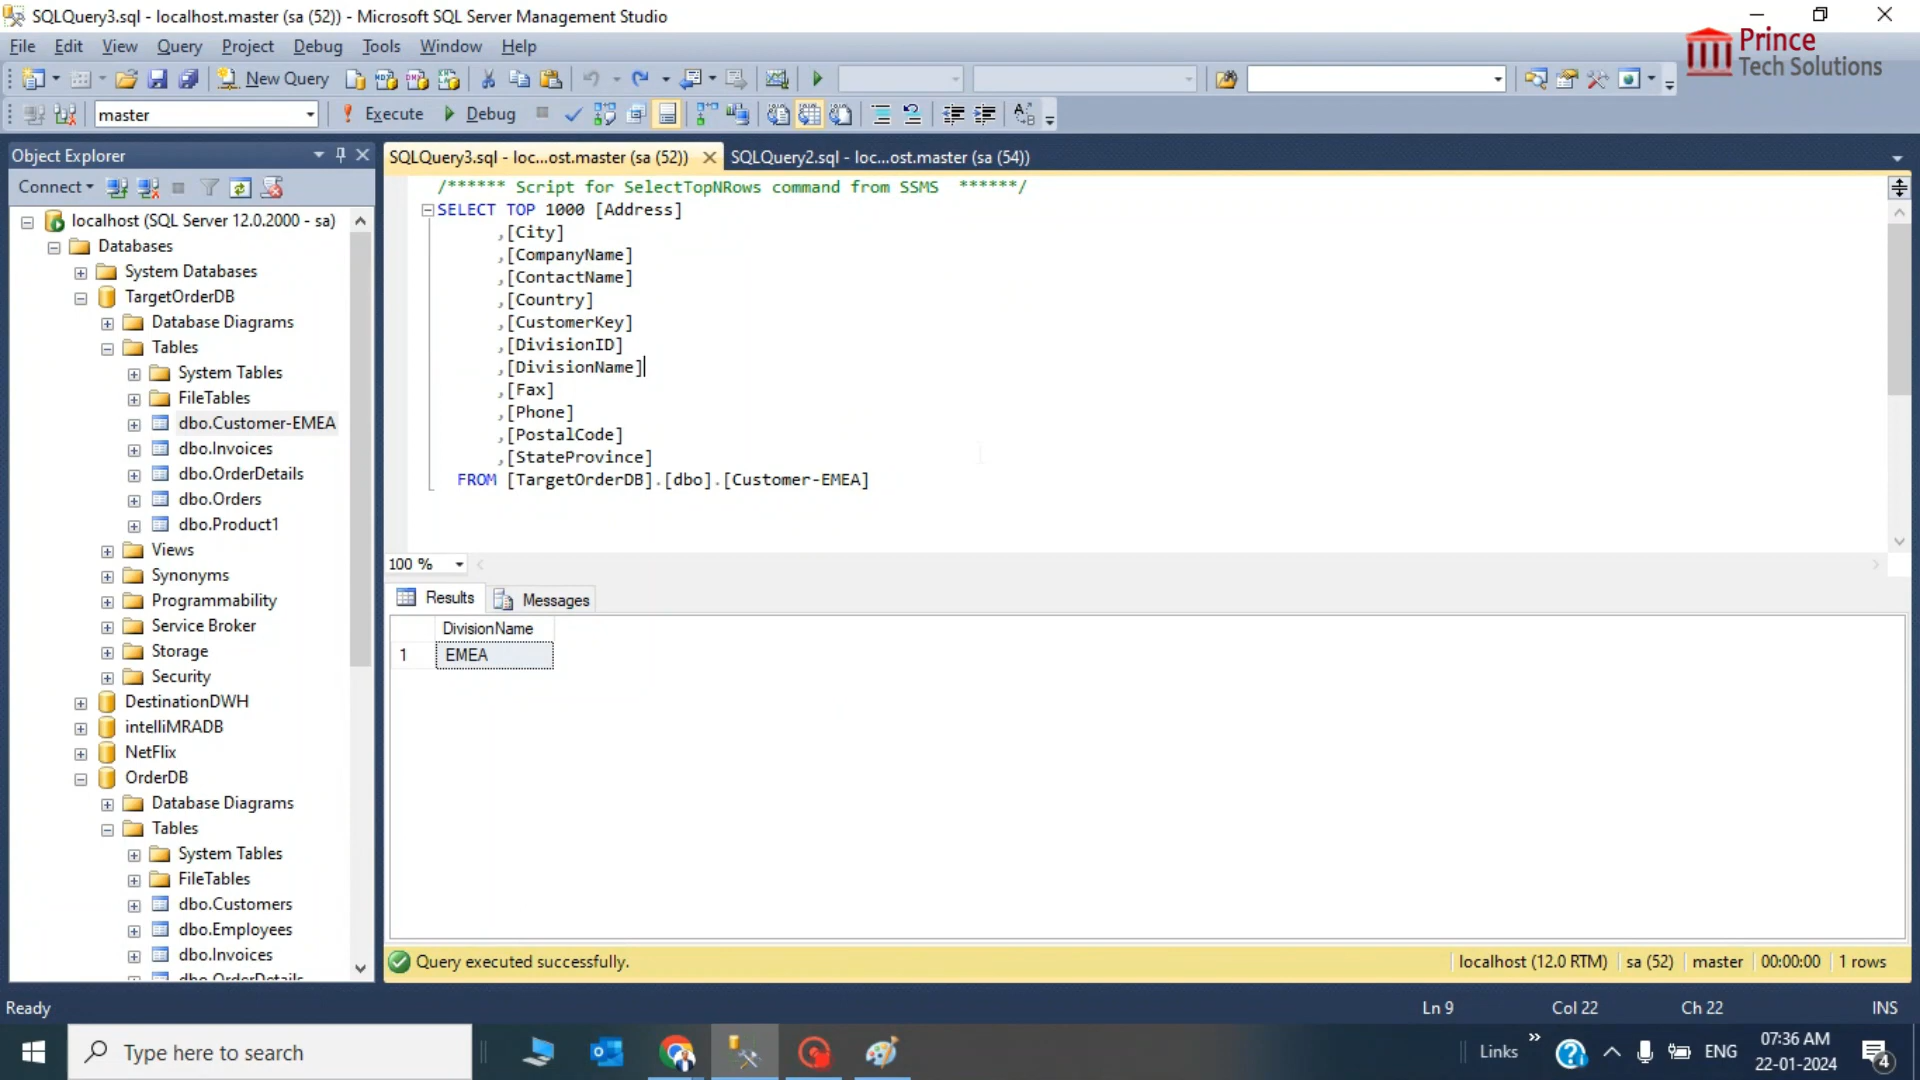 SQLQuery3.sql - localhost.master (sa (52)) - Microsoft SQL Server Management Studio
Prince
Tech Solutions
File Edit View Query Project Debug Tools Window Help
New Query
master
Execute Debug
Object Explorer
SQLQuery3.sql - loc...ost.master (sa (52))
SQLQuery2.sql - loc...ost.master (sa (54))
Connect
localhost (SQL Server 12.0.2000 - sa)
Databases
System Databases
TargetOrderDB
Database Diagrams
Tables
System Tables
FileTables
dbo.Customer-EMEA
dbo.Invoices
dbo.OrderDetails
dbo.Orders
dbo.Product1
Views
Synonyms
Programmability
Service Broker
Storage
Security
DestinationDWH
intelliMRADB
NetFlix
OrderDB
Database Diagrams
Tables
System Tables
FileTables
dbo.Customers
dbo.Employees
dbo.Invoices
dbo.OrderDetails
/****** Script for SelectTopNRows command from SSMS  ******/
SELECT TOP 1000 [Address]
,[City]
,[CompanyName]
,[ContactName]
,[Country]
,[CustomerKey]
,[DivisionID]
,[DivisionName]
,[Fax]
,[Phone]
,[PostalCode]
,[StateProvince]
FROM [TargetOrderDB].[dbo].[Customer-EMEA]
100 %
Results Messages
DivisionName
1 EMEA
Query executed successfully.
localhost (12.0 RTM) sa (52) master 00:00:00 1 rows
Ready
Ln 9 Col 22 Ch 22 INS
Type here to search
Links
ENG
07:36 AM
22-01-2024
4